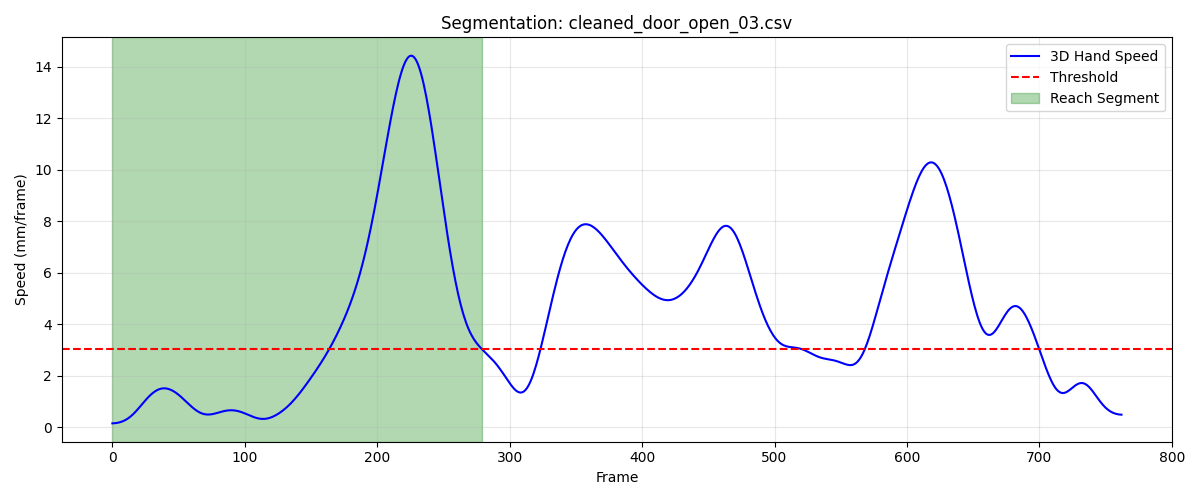 Segmentation: cleaned_door_open_03.csv
3D Hand Speed
Threshold
Reach Segment
Speed (mm/frame)
14
12
10
8
6
4
2
0
0 100 200 300 400 500 600 700 800
Frame